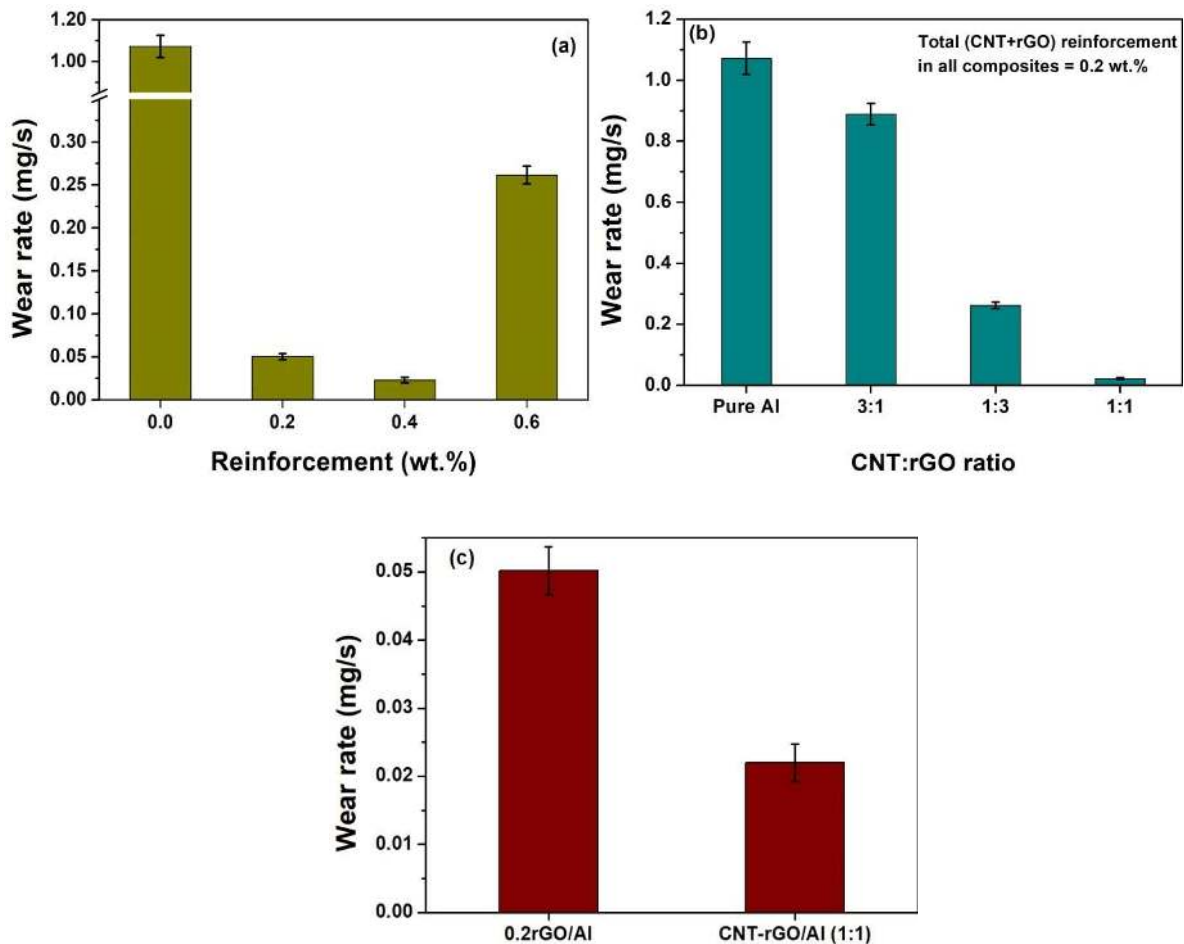 (a)
Wear rate (mg/s)
1.20
1.00
0.30
0.25
0.20
0.15
0.10
0.05
0.00
0.0 0.2 0.4 0.6
Reinforcement (wt.%)
(b)
Total (CNT+rGO) reinforcement
in all composites = 0.2 wt.%
Wear rate (mg/s)
1.2
1.0
0.8
0.6
0.4
0.2
0.0
Pure Al 3:1 1:3 1:1
CNT:rGO ratio
(c)
Wear rate (mg/s)
0.05
0.04
0.03
0.02
0.01
0.00
0.2rGO/Al CNT-rGO/Al (1:1)